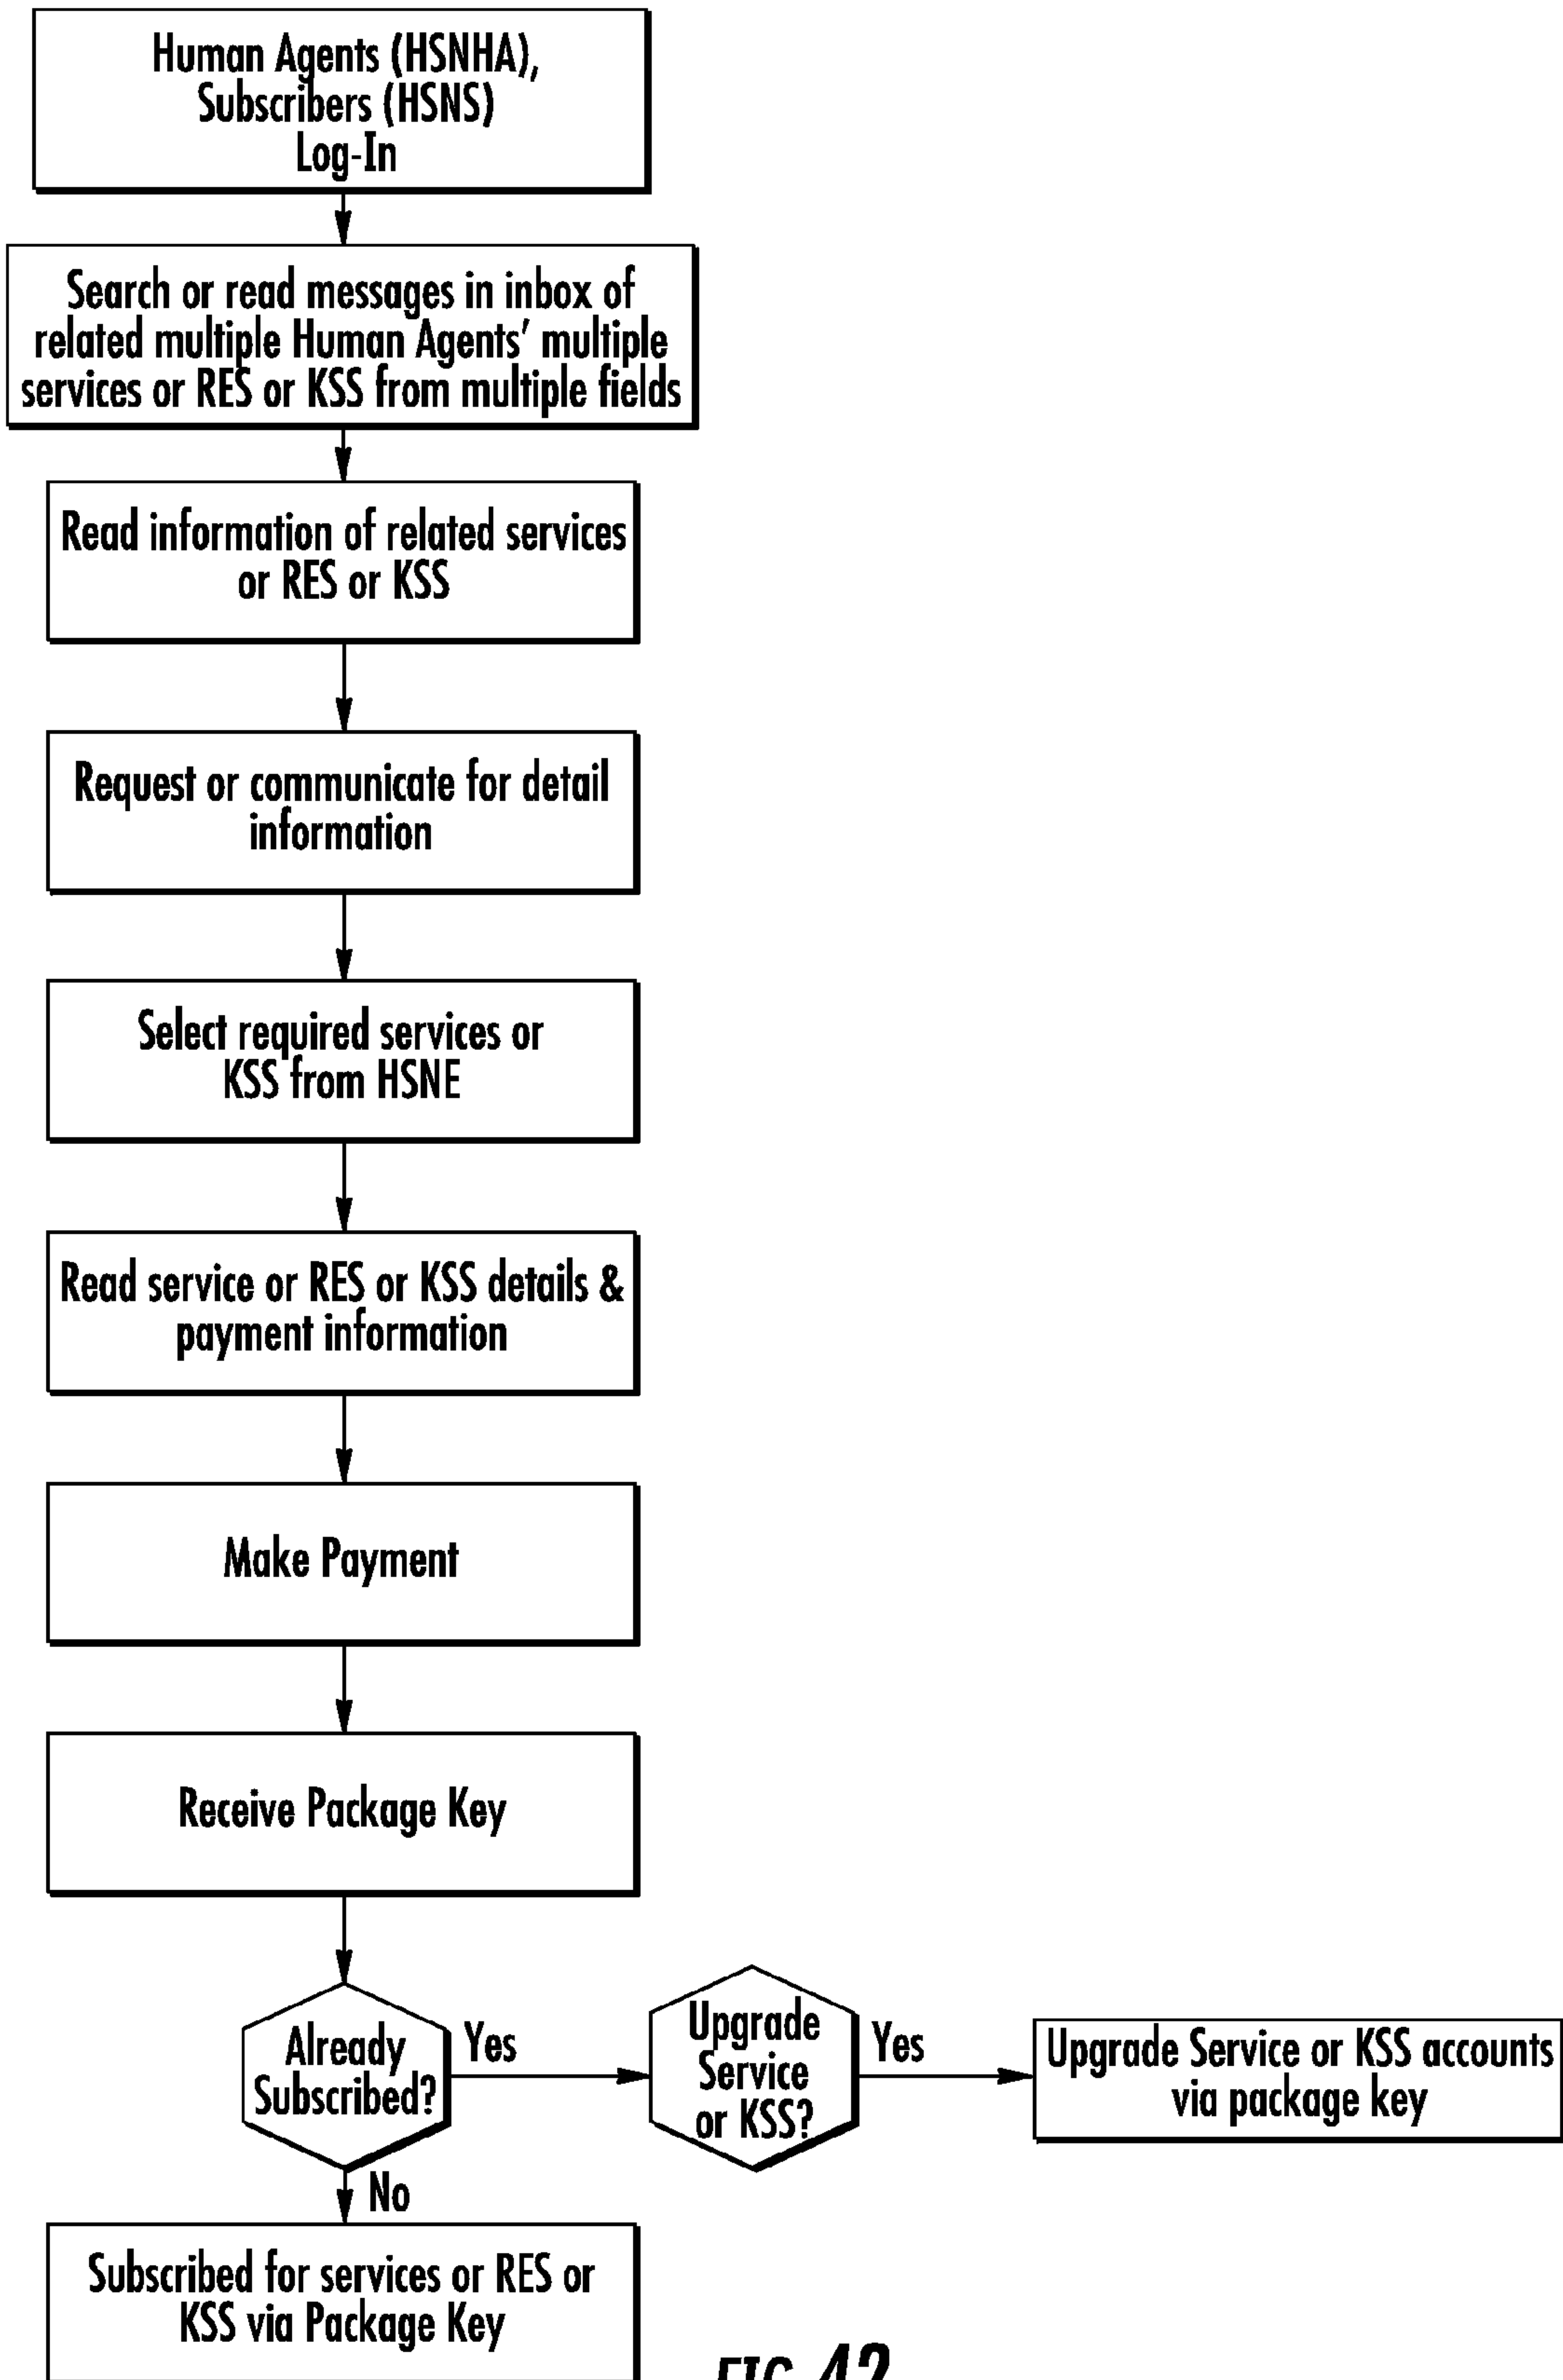 Human Agents (HSNHA),
Subscribers (HSNS)
Log-In
Search or read messages in inbox of
related multiple Human Agents' multiple
services or RES or KSS from multiple fields
Read information of related services
or RES or KSS
Request or communicate for detail
information
Select required services or
KSS from HSNE
Read service or RES or KSS details &
payment information
Make Payment
Receive Package Key
Already
Subscribed?
Yes
Upgrade
Service
or KSS?
Yes
Upgrade Service or KSS accounts
via package key
No
Subscribed for services or RES or
KSS via Package Key
FIG. 42